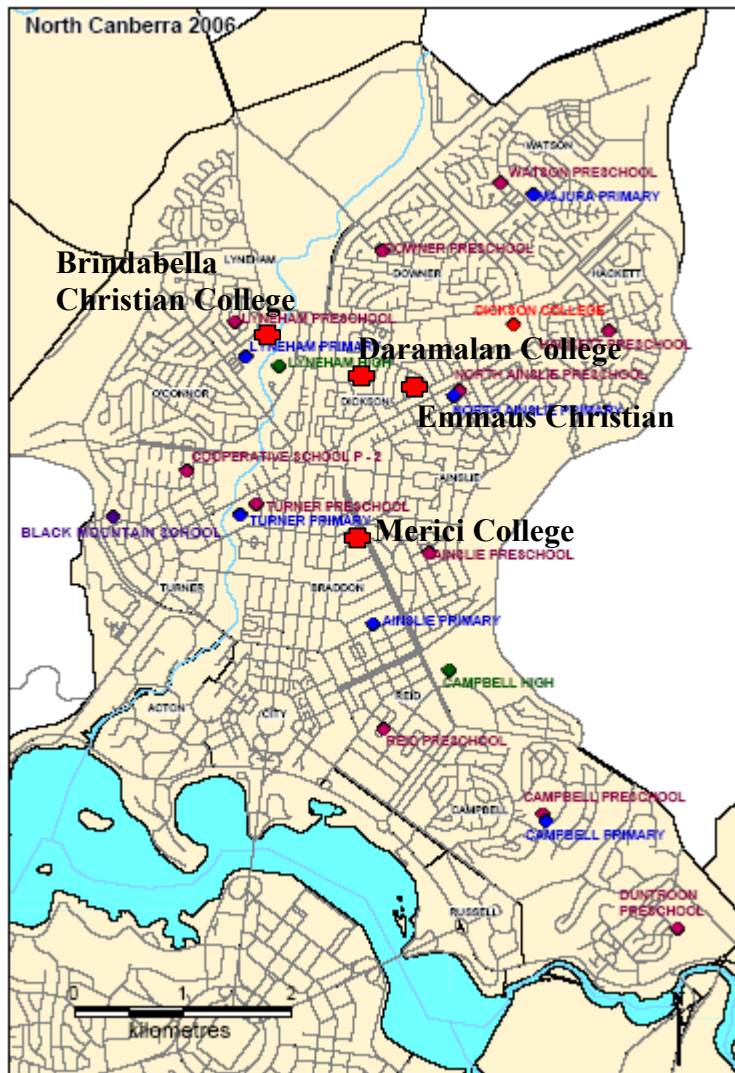 North Canberra 2006
WATSON
WATSON PRESCHOOL
MAJURA PRIMARY
DOWNER PRESCHOOL
LYNEHAM
DOWNER
HACKETT
Brindabella
Christian College
DICKSON COLLEGE
LYNEHAM PRESCHOOL
HACKETT PRESCHOOL
LYNEHAM PRIMARY
Daramalan College
LYNEHAM HIGH
NORTH AINSLIE PRESCHOOL
O'CONNOR
DICKSON
NORTH AINSLIE PRIMARY
Emmaus Christian
COOPERATIVE SCHOOL P - 2
AINSLIE
TURNER PRESCHOOL
TURNER PRIMARY
BLACK MOUNTAIN SCHOOL
Merici College
AINSLIE PRESCHOOL
TURNER
BRADDON
AINSLIE PRIMARY
CAMPBELL HIGH
REID
ACTON
CITY
REID PRESCHOOL
CAMPBELL PRESCHOOL
CAMPBELL
CAMPBELL PRIMARY
DUNTROON
PRESCHOOL
RUSSELL
0 1 2
kilometres